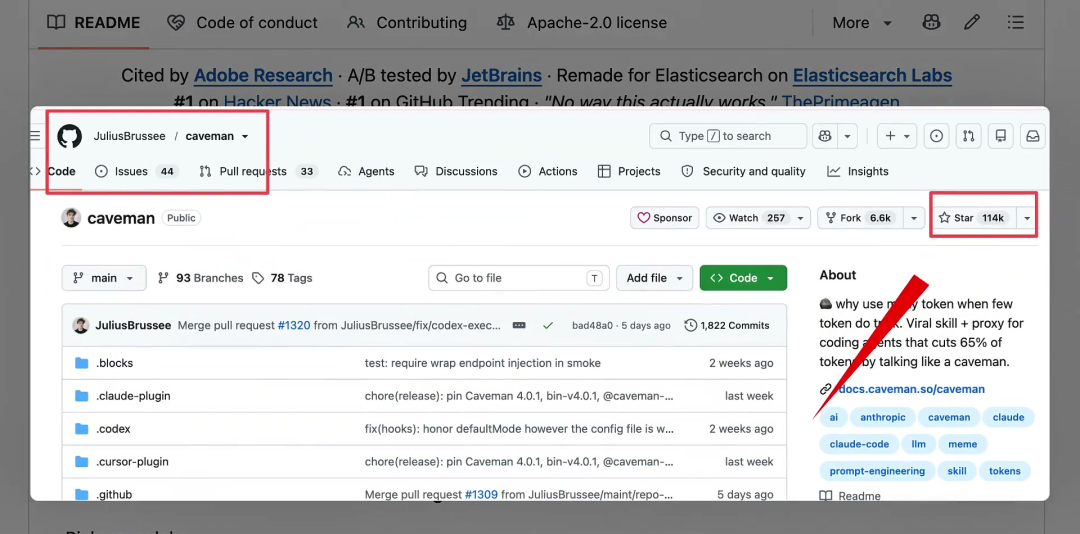 README Code of conduct Contributing Apache-2.0 license More
Cited by Adobe Research · A/B tested by JetBrains · Remade for Elasticsearch on Elasticsearch Labs
#1 on Hacker News · #1 on GitHub Trending · "No way this actually works." ThePrimeagen
JuliusBrussee / caveman Type / to search
Code Issues 44 Pull requests 33 Agents Discussions Actions Projects Security and quality Insights
caveman Public Sponsor Watch 257 Fork 6.6k Star 114k
main 93 Branches 78 Tags Go to file T Add file Code
JuliusBrussee Merge pull request #1320 from JuliusBrussee/fix/codex-exec... bad48a0 · 5 days ago 1,822 Commits
.blocks test: require wrap endpoint injection in smoke 2 weeks ago
.claude-plugin chore(release): pin Caveman 4.0.1, bin-v4.0.1, @caveman-... last week
.codex fix(hooks): honor defaultMode however the config file is w... 2 weeks ago
.cursor-plugin chore(release): pin Caveman 4.0.1, bin-v4.0.1, @caveman-... last week
.github Merge pull request #1309 from JuliusBrussee/maint/repo-... 5 days ago
About
why use many token when few
token do trick. Viral skill + proxy for
coding agents that cuts 65% of
tokens by talking like a caveman.
docs.caveman.so/caveman
ai anthropic caveman claude
claude-code llm meme
prompt-engineering skill tokens
Readme